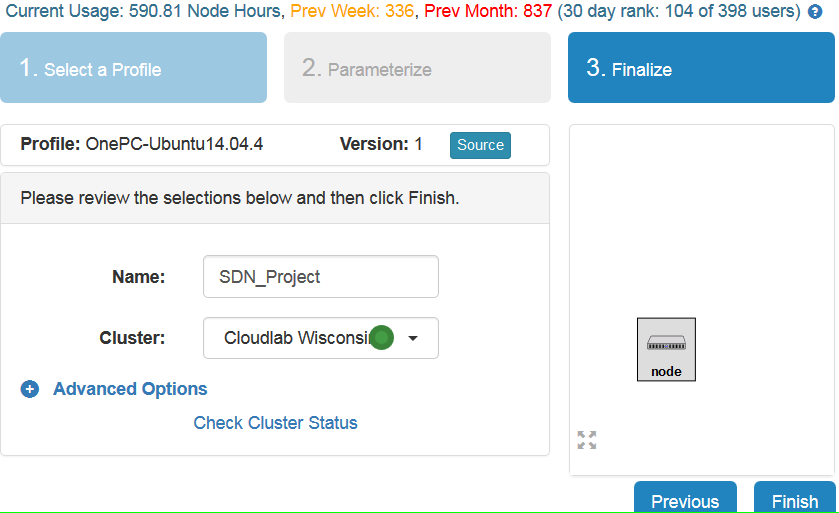 Current Usage: 590.81 Node Hours, Prev Week: 336, Prev Month: 837 (30 day rank: 104 of 398 users) ?
1. Select a Profile
2. Parameterize
3. Finalize
Profile: OnePC-Ubuntu14.04.4 Version: 1 Source
Please review the selections below and then click Finish.
Name: SDN_Project
Cluster: Cloudlab Wisconsi
Advanced Options
Check Cluster Status
node
Previous Finish